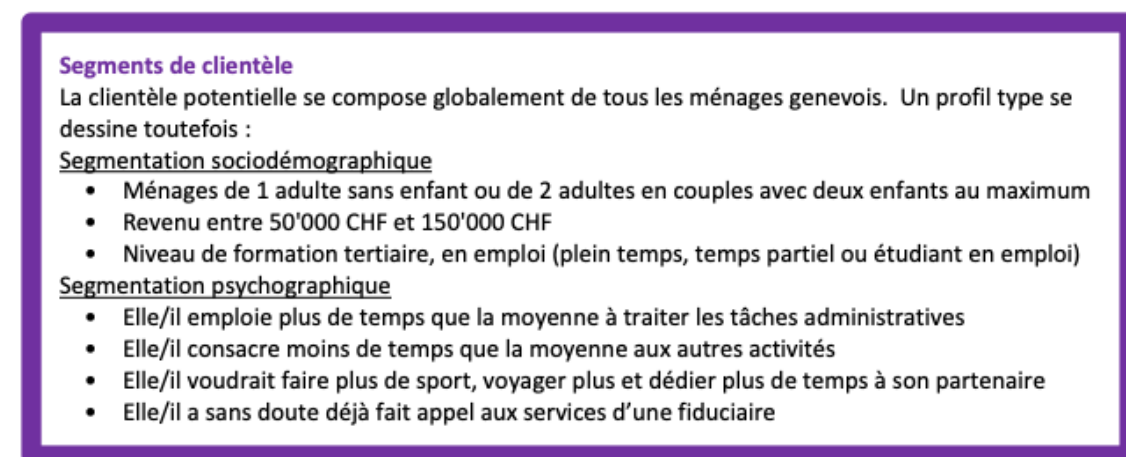 Segments de clientèle
La clientèle potentielle se compose globalement de tous les ménages genevois.  Un profil type se
dessine toutefois :
Segmentation sociodémographique
• Ménages de 1 adulte sans enfant ou de 2 adultes en couples avec deux enfants au maximum
• Revenu entre 50'000 CHF et 150'000 CHF
• Niveau de formation tertiaire, en emploi (plein temps, temps partiel ou étudiant en emploi)
Segmentation psychographique
• Elle/il emploie plus de temps que la moyenne à traiter les tâches administratives
• Elle/il consacre moins de temps que la moyenne aux autres activités
• Elle/il voudrait faire plus de sport, voyager plus et dédier plus de temps à son partenaire
• Elle/il a sans doute déjà fait appel aux services d’une fiduciaire